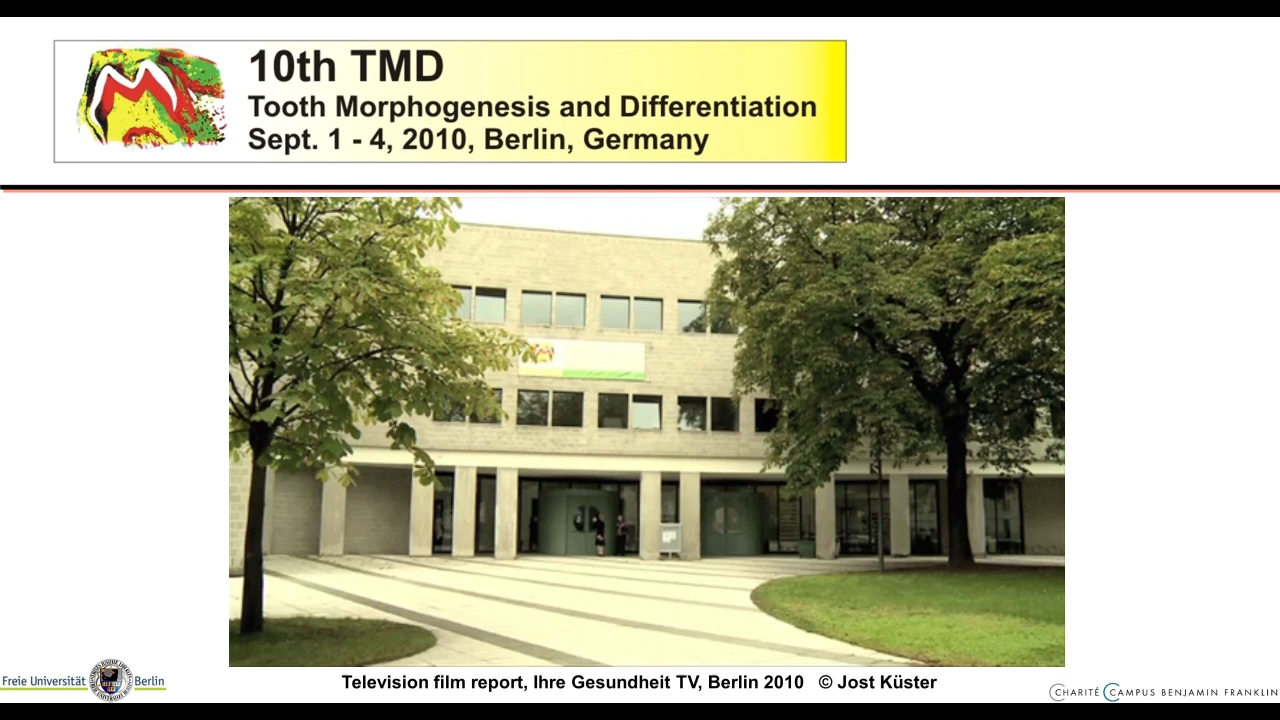 10th TMD
Tooth Morphogenesis and Differentiation
Sept. 1 - 4, 2010, Berlin, Germany
Freie Universität Berlin
Television film report, Ihre Gesundheit TV, Berlin 2010 © Jost Küster
CHARITÉ CAMPUS BENJAMIN FRANKLIN